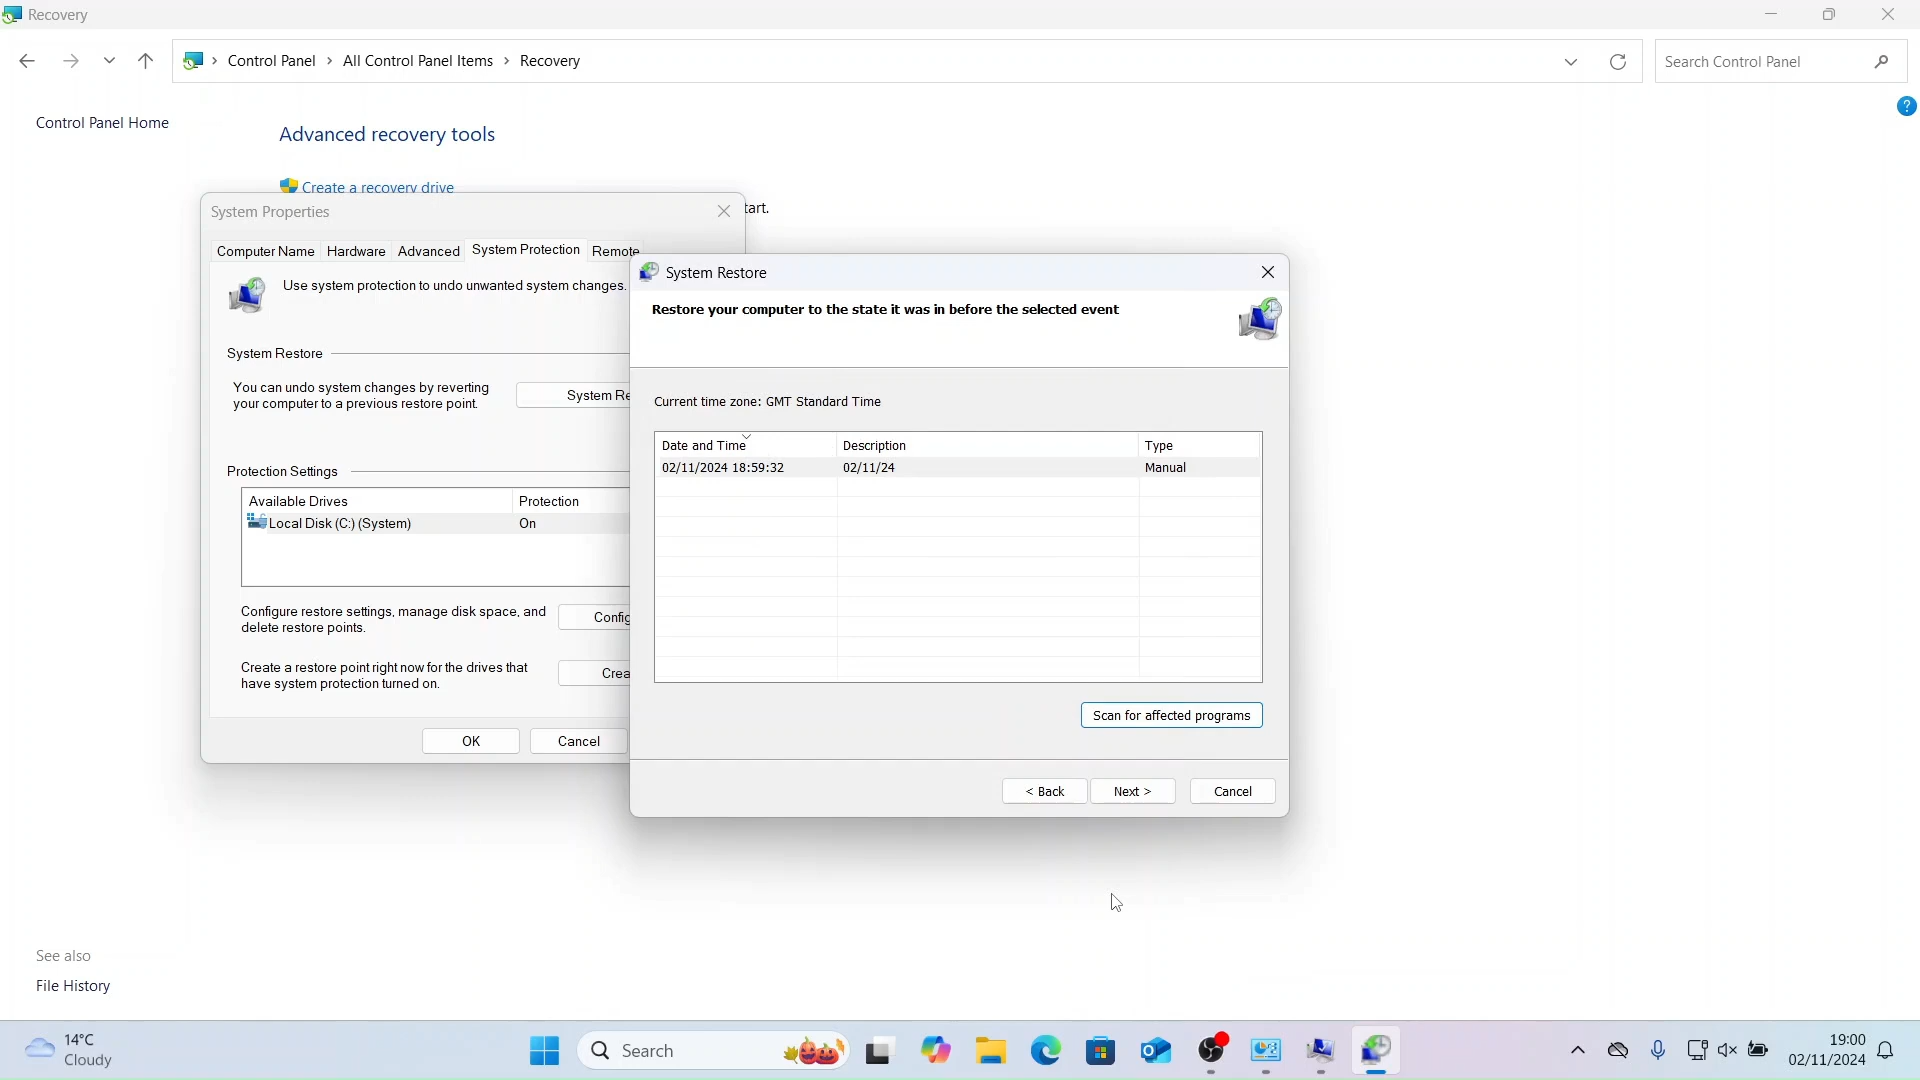 Recovery
Control Panel > All Control Panel Items > Recovery
Search Control Panel
Control Panel Home
Advanced recovery tools
Create a recovery drive
tart.
System Properties
Computer Name Hardware Advanced System Protection Remote
Use system protection to undo unwanted system changes.
System Restore
You can undo system changes by reverting
your computer to a previous restore point.
System Re
Protection Settings
Available Drives Protection
Local Disk (C:) (System) On
Configure restore settings, manage disk space, and
delete restore points.
Config
Create a restore point right now for the drives that
have system protection turned on.
Crea
OK Cancel
System Restore
Restore your computer to the state it was in before the selected event
Current time zone: GMT Standard Time
Date and Time Description Type
02/11/2024 18:59:32 02/11/24 Manual
Scan for affected programs
< Back Next > Cancel
See also
File History
14°C
Cloudy
Search
19:00
02/11/2024